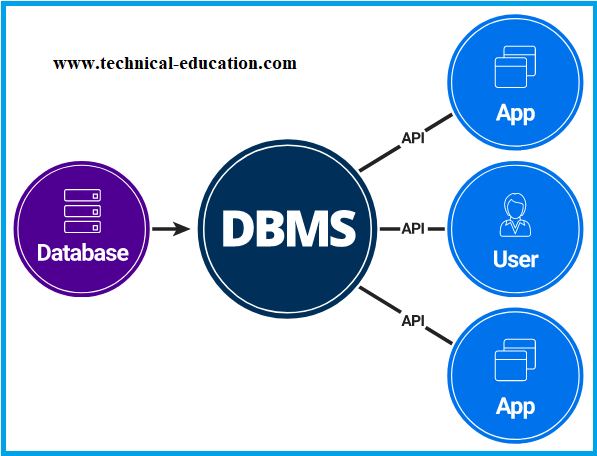 www.technical-education.com
App
API
Database
DBMS
API
User
API
App